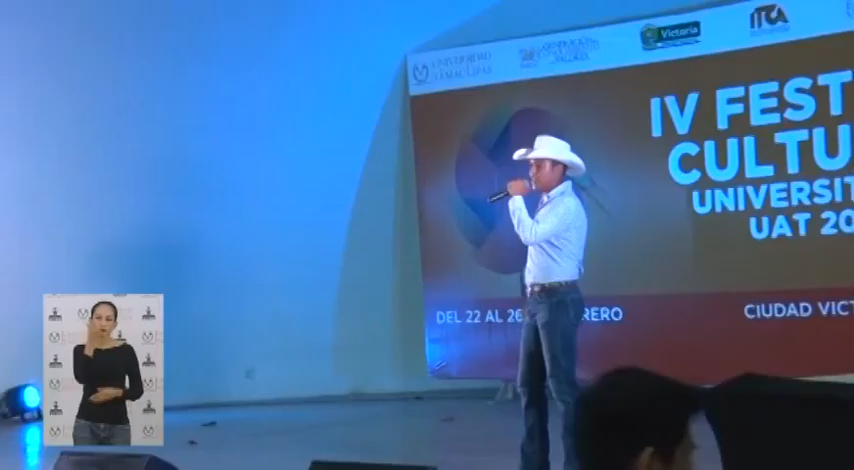 UNIVERSIDAD
TAMAULIPAS
Victoria
ITCA
IV FEST
CULTU
UNIVERSIT
UAT 20
DEL 22 AL 26
RERO
CIUDAD VICT